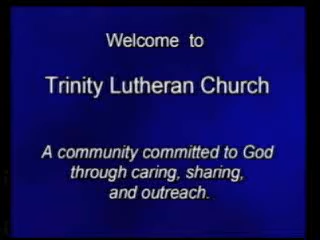 Welcome to
Trinity Lutheran Church
A community committed to God
through caring, sharing,
and outreach.